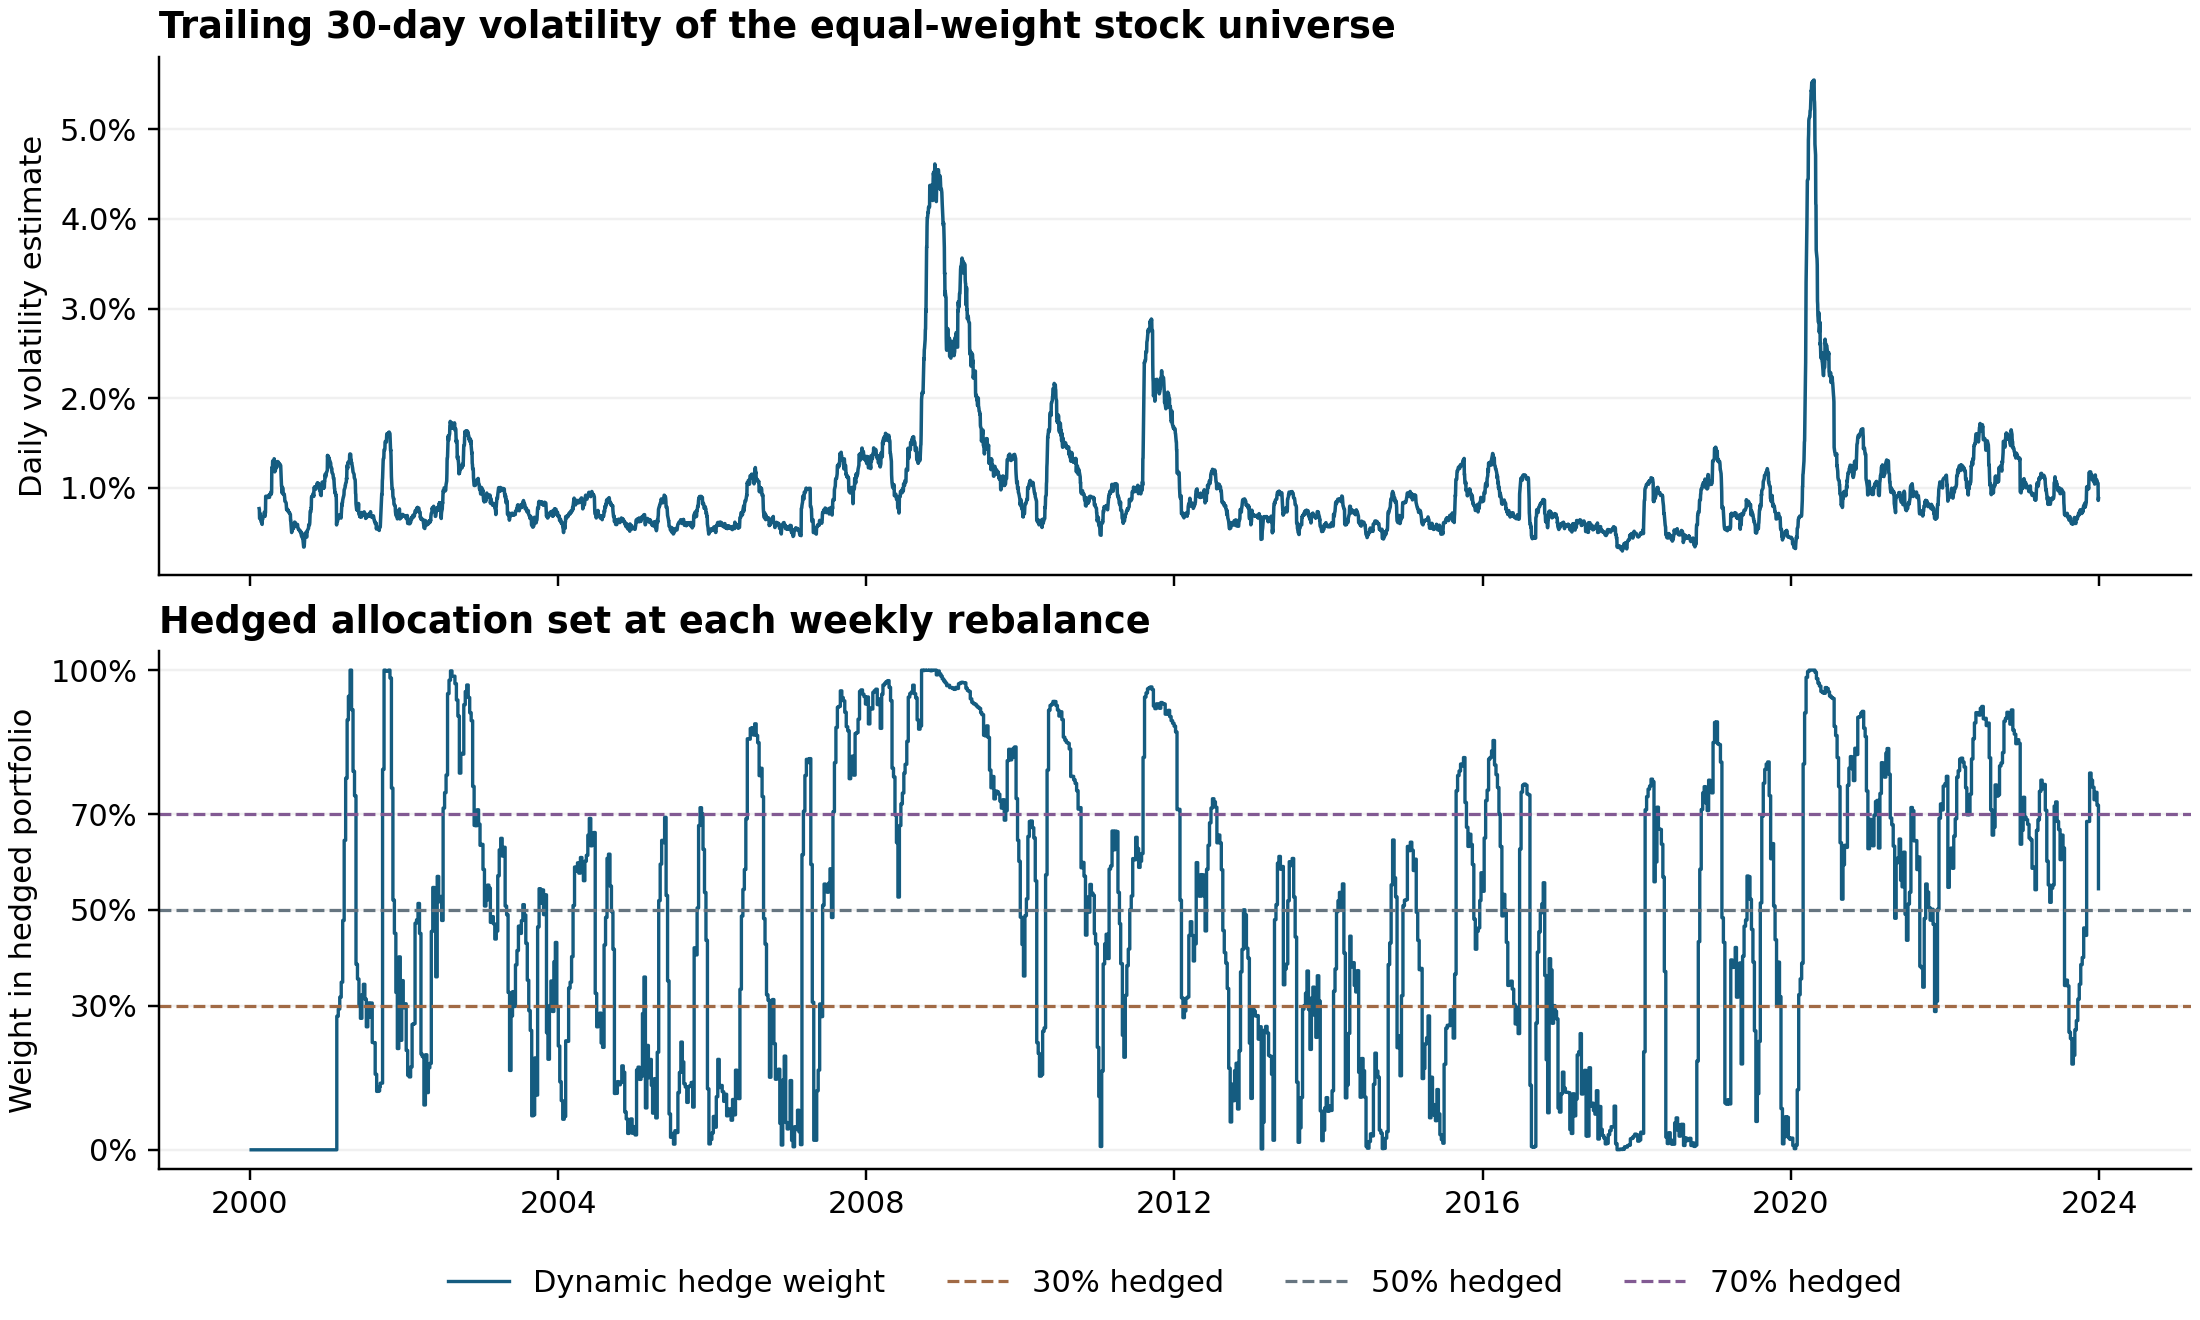 Trailing 30-day volatility of the equal-weight stock universe
Daily volatility estimate
5.0%
4.0%
3.0%
2.0%
1.0%
Hedged allocation set at each weekly rebalance
Weight in hedged portfolio
100%
70%
50%
30%
0%
2000 2004 2008 2012 2016 2020 2024
Dynamic hedge weight 30% hedged 50% hedged 70% hedged